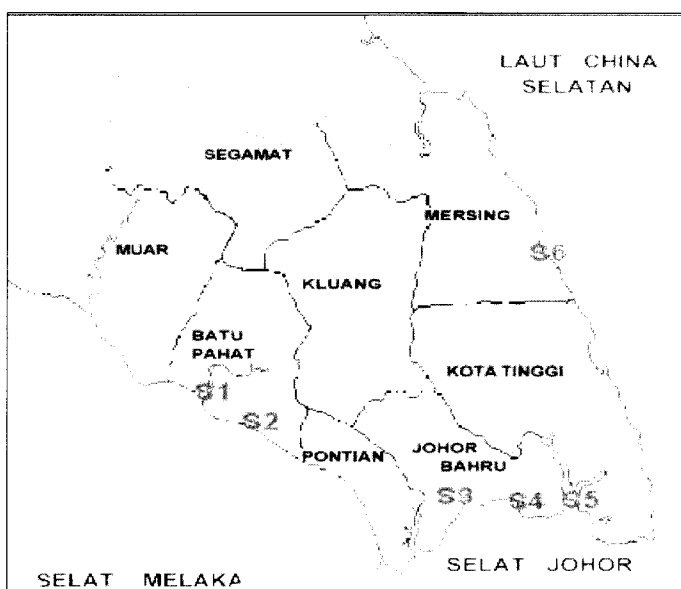 LAUT CHINA
SELATAN
SEGAMAT
MERSING
MUAR
S6
KLUANG
BATU
PAHAT
KOTA TINGGI
S1
S2
PONTIAN
JOHOR
BAHRU
S3
S4
S5
SELAT MELAKA
SELAT JOHOR